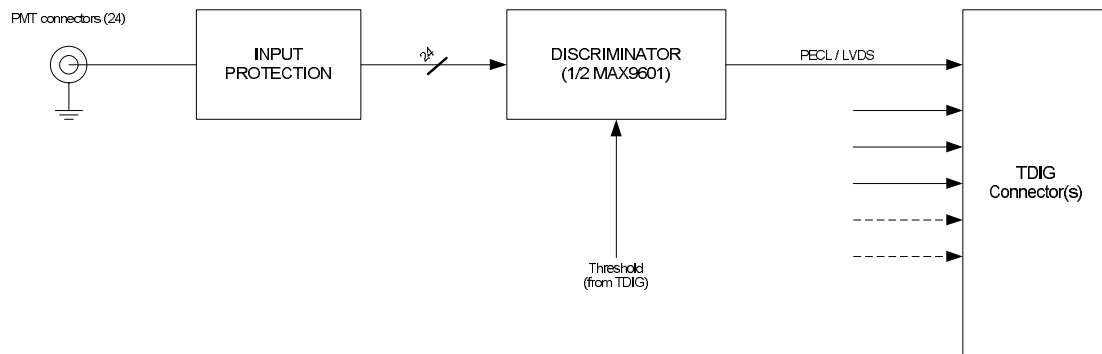 PMT connectors (24)
INPUT
PROTECTION
24
DISCRIMINATOR
(1/2 MAX9601)
PECL / LVDS
TDIG
Connector(s)
Threshold
(from TDIG)